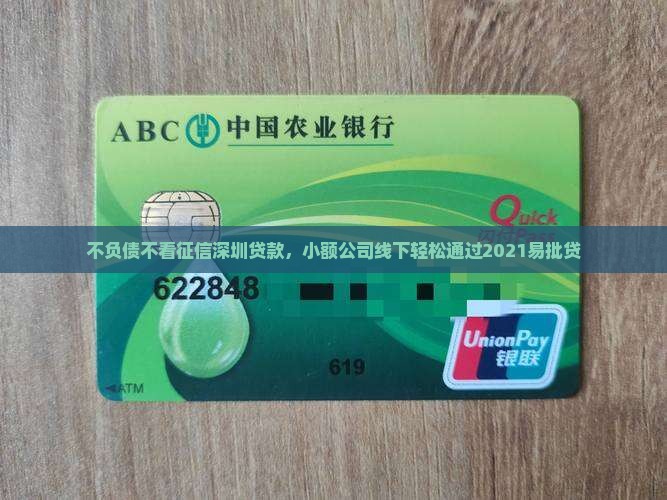 ABC 中国农业银行
Quick
不负债不看征信深圳贷款，小额公司线下轻松通过2021易批贷
622848
UnionPay
银联
619
◄ATM